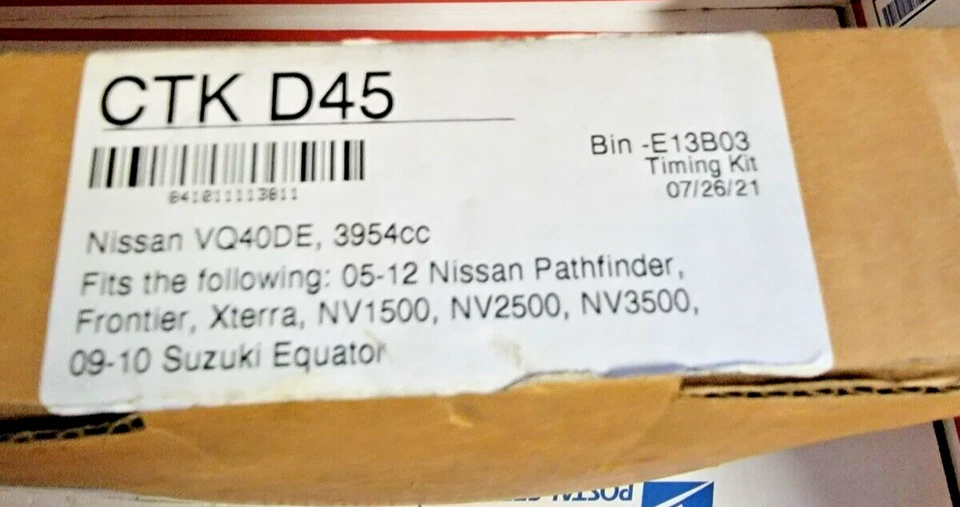 CTK D45
841011113811
Bin -E13B03
Timing Kit
07/26/21
Nissan VQ40DE, 3954cc
Fits the following: 05-12 Nissan Pathfinder,
Frontier, Xterra, NV1500, NV2500, NV3500,
09-10 Suzuki Equator
POSTAL